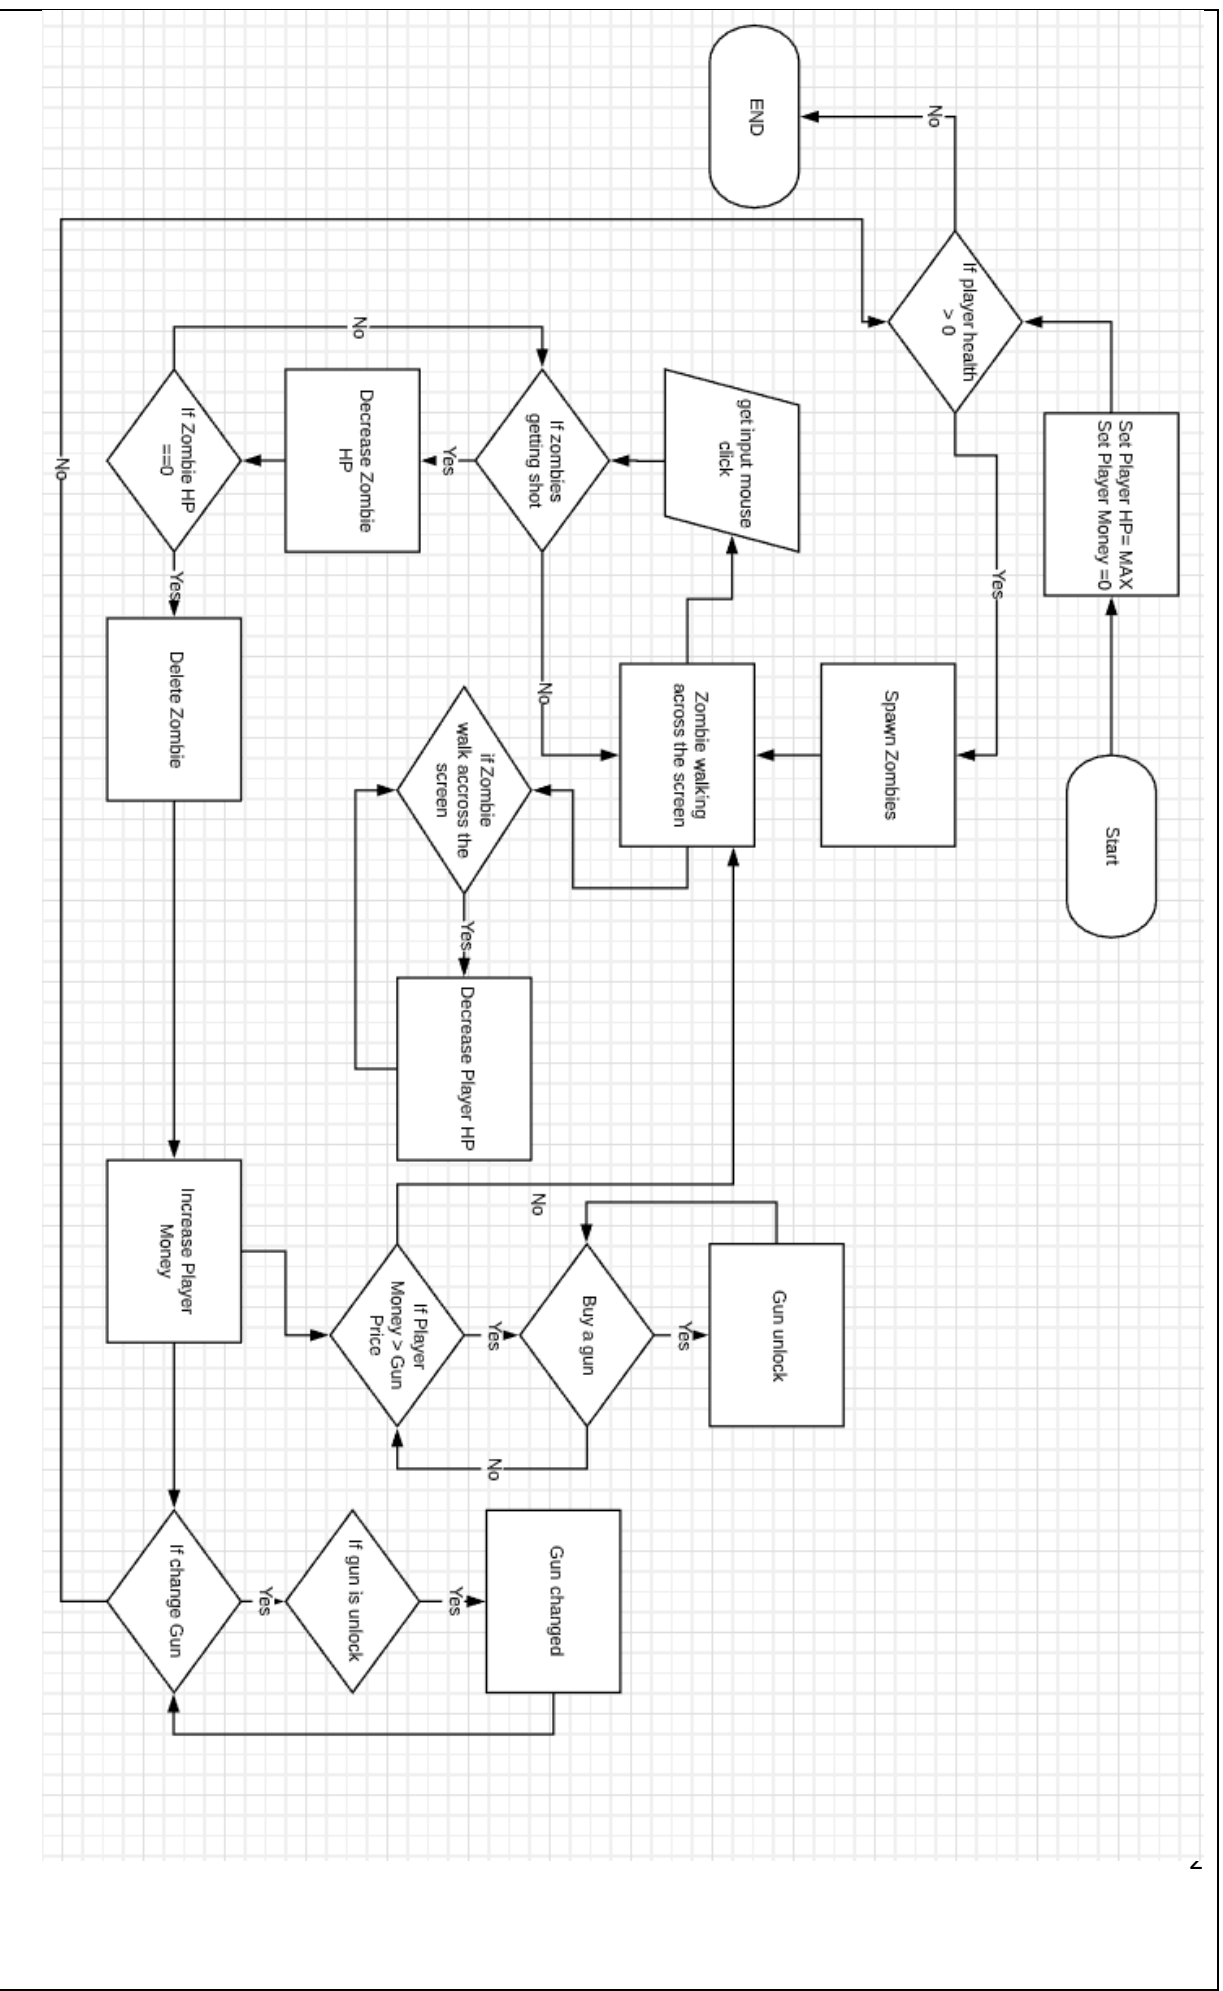 Start
Set Player HP= MAX
Set Player Money =0
If player health
> 0
No
END
Yes
Spawn Zombies
Zombie walking
across the screen
get input mouse
click
If zombies
getting shot
No
Yes
Decrease Zombie
HP
If Zombie HP
==0
No
Yes
Delete Zombie
if Zombie
walk accross the
screen
Yes
Decrease Player HP
Increase Player
Money
If Player
Money > Gun
Price
No
Yes
Buy a gun
No
Yes
Gun unlock
If change Gun
No
Yes
If gun is unlock
Yes
Gun changed
2